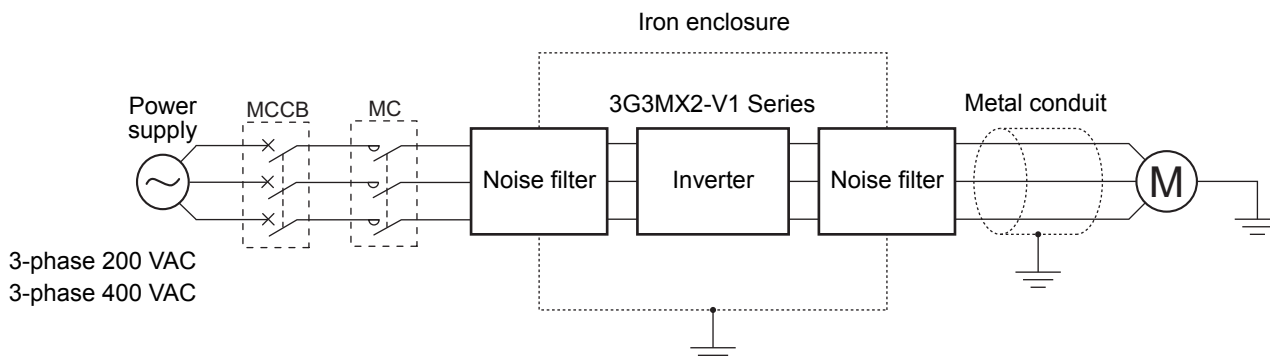 Iron enclosure
3G3MX2-V1 Series
Metal conduit
Power
supply
MCCB
MC
Noise filter
Inverter
Noise filter
M
3-phase 200 VAC
3-phase 400 VAC